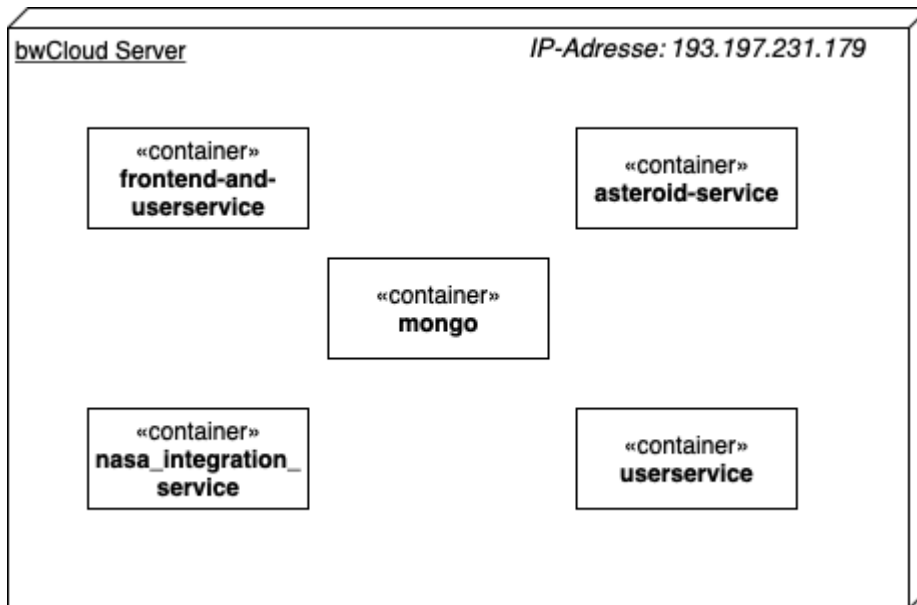 bwCloud Server
IP-Adresse: 193.197.231.179
«container»
frontend-and-
userservice
«container»
asteroid-service
«container»
mongo
«container»
nasa_integration_
service
«container»
userservice